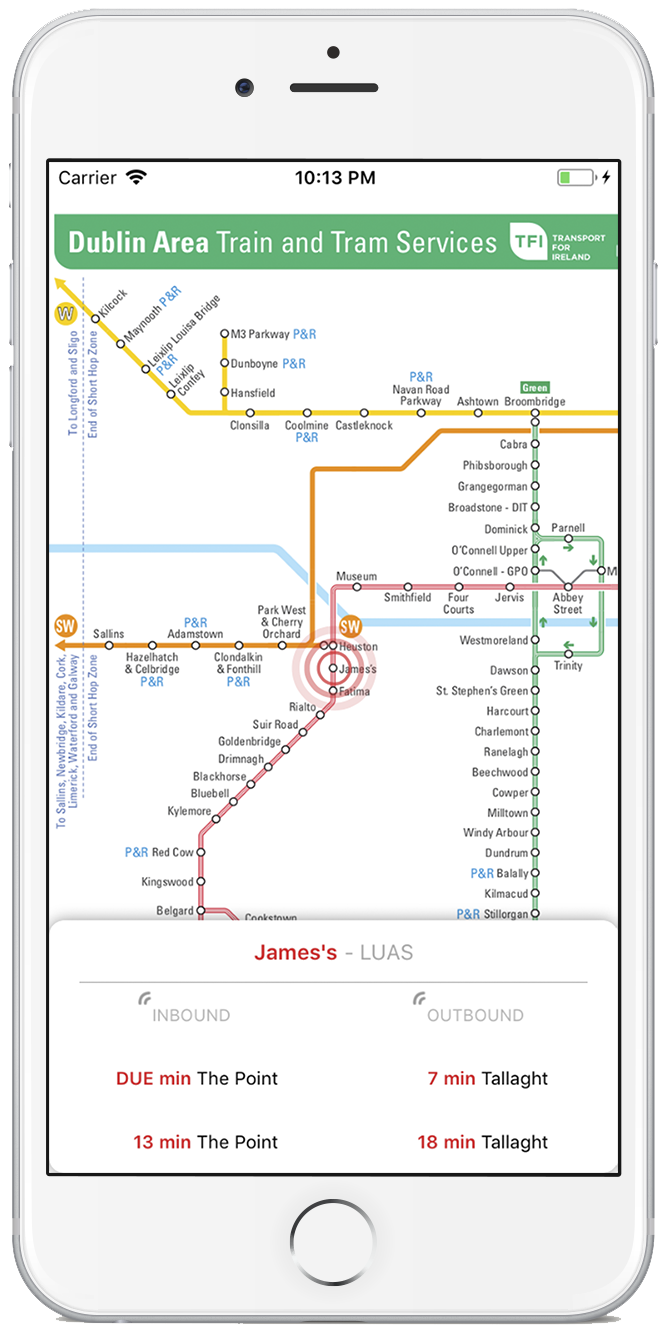 Carrier
10:13 PM
Dublin Area Train and Tram Services
TFI
TRANSPORT
FOR
IRELAND
W
To Longford and Sligo
End of Short Hop Zone
Kilcock
Maynooth P&R
Leixlip Louisa Bridge
P&R
Leixlip
Confey
M3 Parkway P&R
Dunboyne P&R
Hansfield
Clonsilla
Coolmine
P&R
Castleknock
P&R
Navan Road
Parkway
Ashtown
Green
Broombridge
Cabra
Phibsborough
Grangegorman
Broadstone - DIT
Dominick
Parnell
O'Connell Upper
O'Connell - GPO
M
Abbey
Street
Museum
Smithfield
Four
Courts
Jervis
Westmoreland
Trinity
SW
To Sallins, Newbridge, Kildare, Cork,
Limerick, Waterford and Galway
End of Short Hop Zone
Sallins
Hazelhatch
& Celbridge
P&R
P&R
Adamstown
Clondalkin
& Fonthill
P&R
Park West
& Cherry
Orchard
SW
Heuston
James's
Fatima
Rialto
Suir Road
Goldenbridge
Drimnagh
Blackhorse
Bluebell
Kylemore
P&R Red Cow
Kingswood
Belgard
Cookstown
Dawson
St. Stephen's Green
Harcourt
Charlemont
Ranelagh
Beechwood
Cowper
Milltown
Windy Arbour
Dundrum
P&R Balally
Kilmacud
P&R Stillorgan
James's - LUAS
INBOUND
OUTBOUND
DUE min The Point
7 min Tallaght
13 min The Point
18 min Tallaght